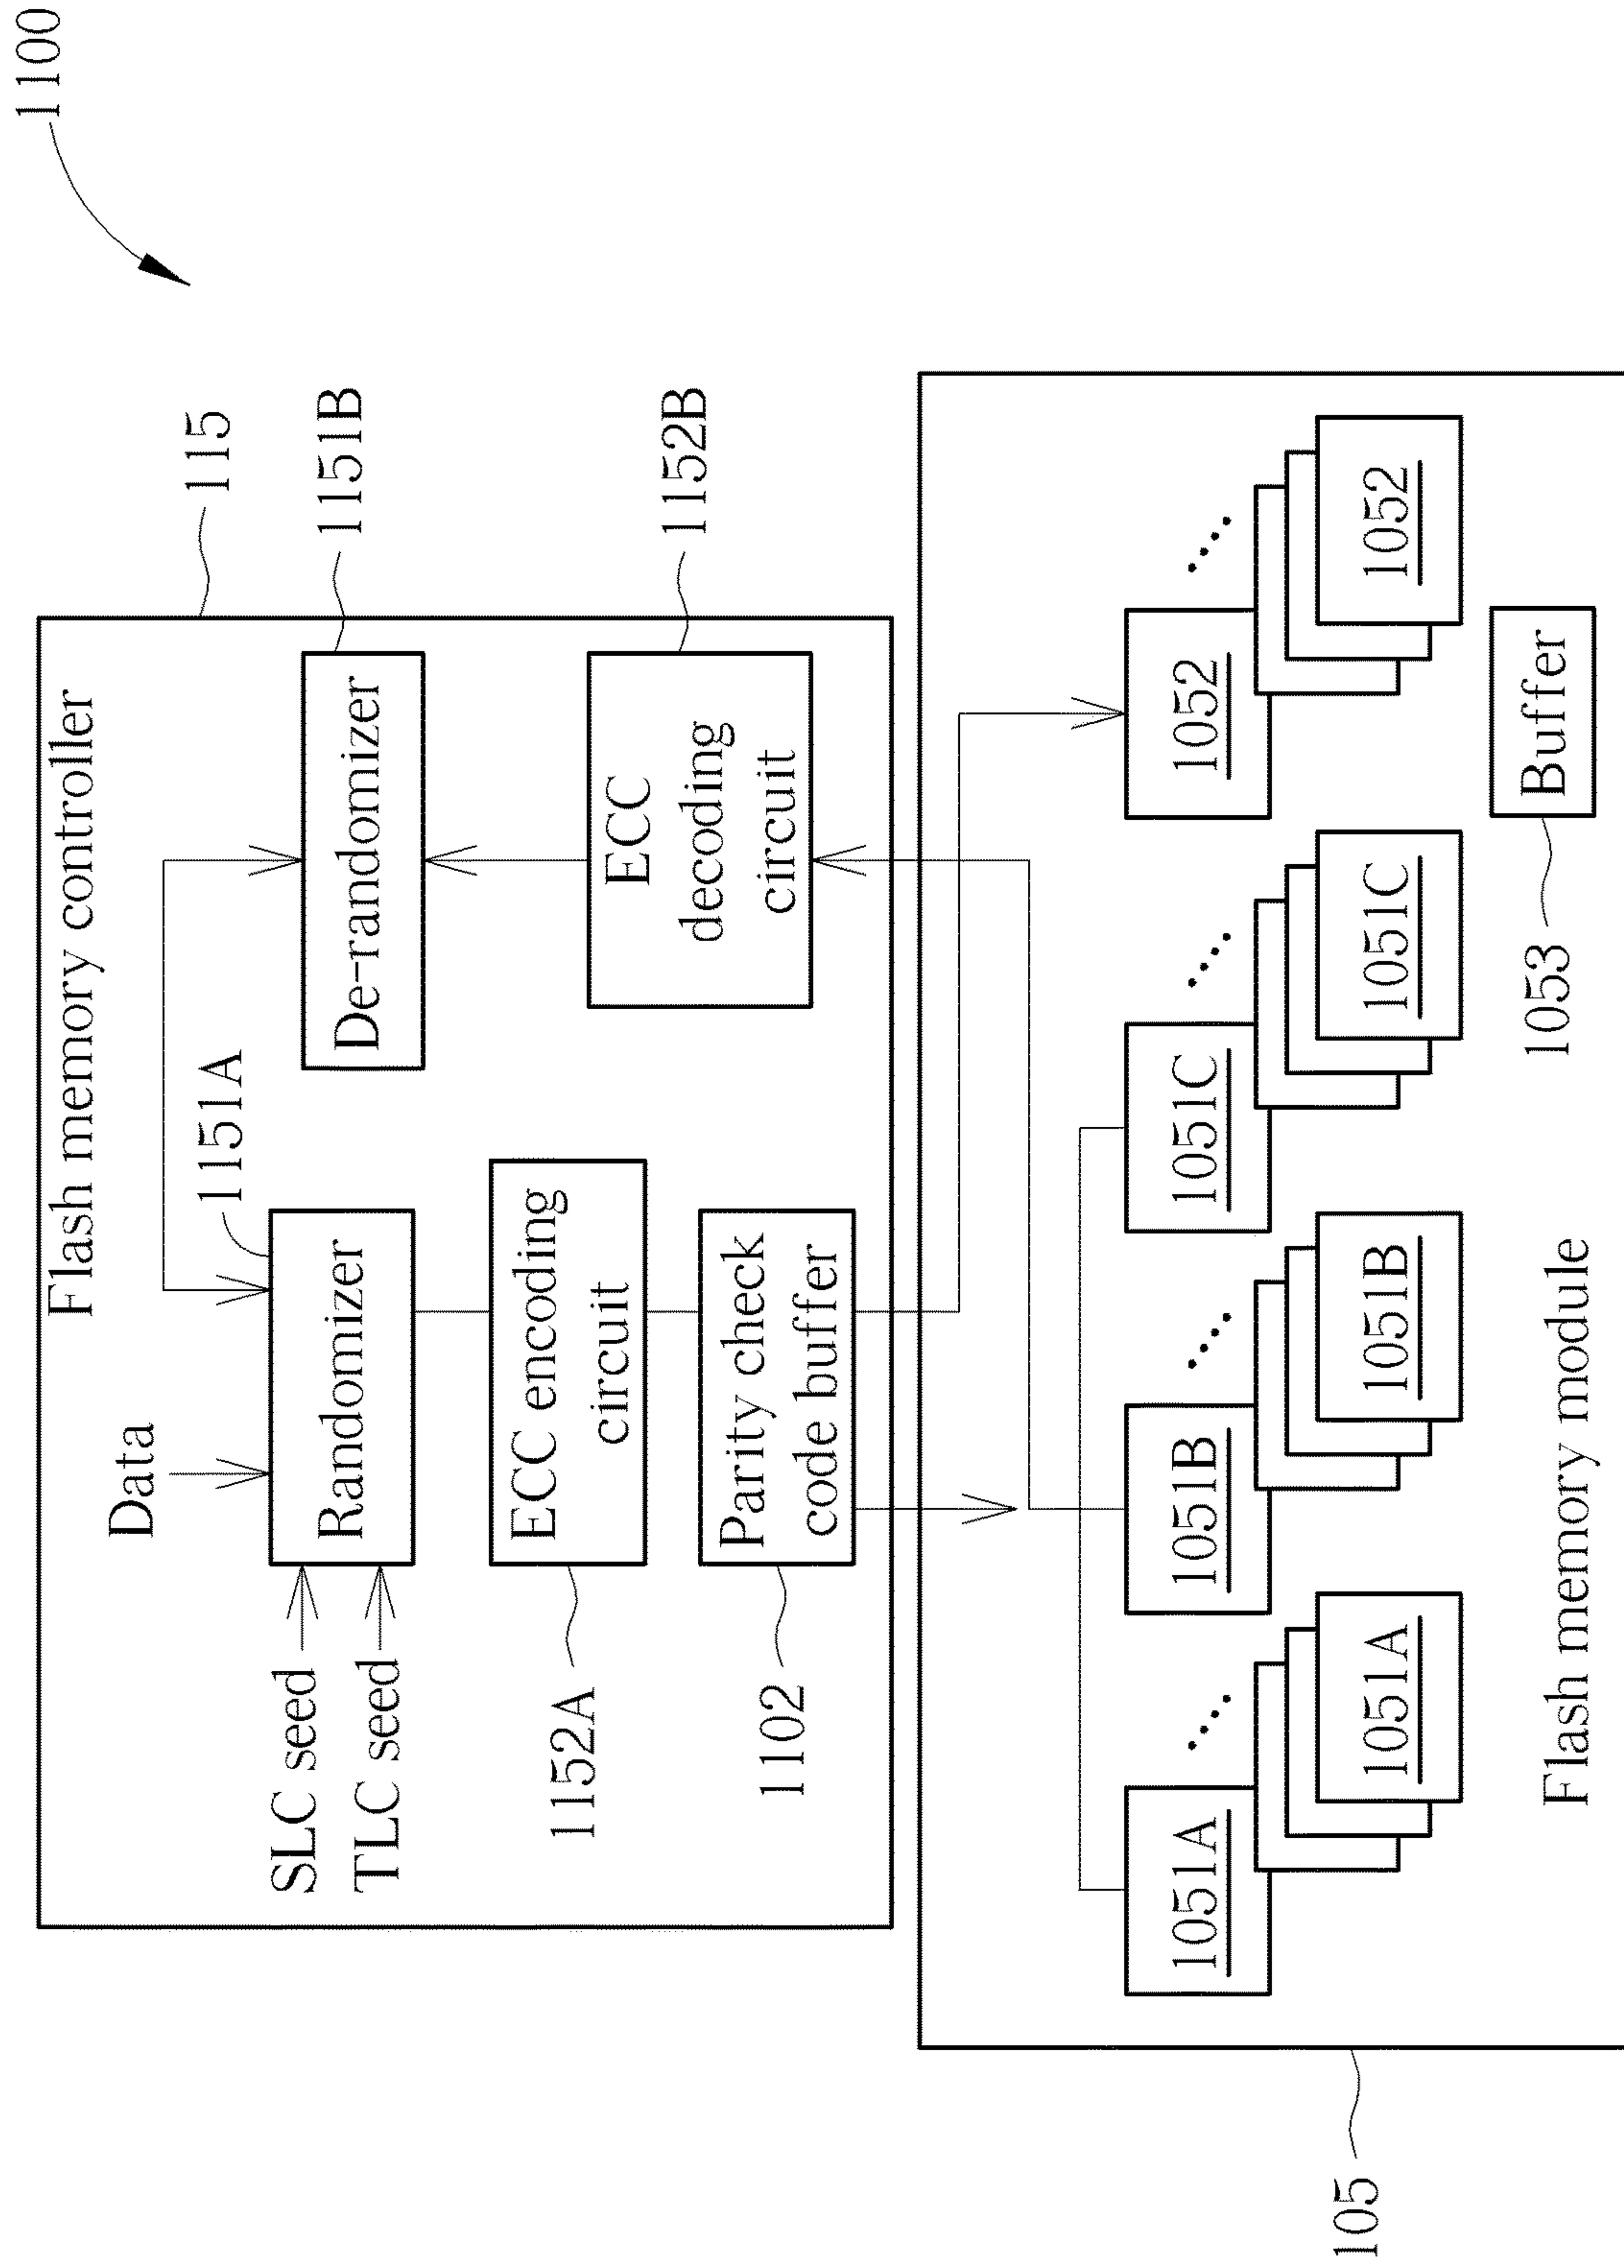 1100
Flash memory controller
115
Data
1151A
1151B
SLC seed
TLC seed
Randomizer
De-randomizer
1152A
ECC encoding
circuit
ECC
decoding
circuit
1152B
1102
Parity check
code buffer
105
1051A
1051B
1051C
1052
1051A
1051B
1051C
1052
Flash memory module
1053
Buffer